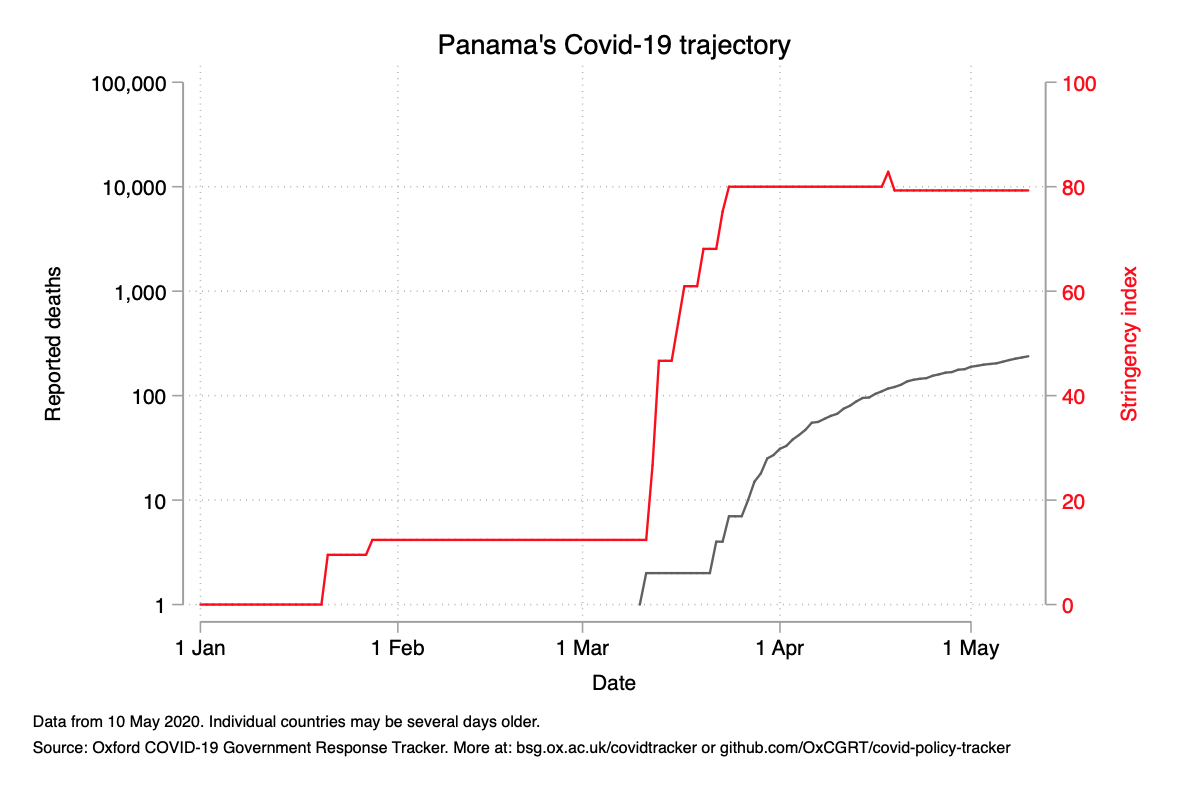 Panama's Covid-19 trajectory
100,000
10,000
1,000
100
10
1
Reported deaths
100
80
60
40
20
0
Stringency index
1 Jan
1 Feb
1 Mar
1 Apr
1 May
Date
Data from 10 May 2020. Individual countries may be several days older.
Source: Oxford COVID-19 Government Response Tracker. More at: bsg.ox.ac.uk/covidtracker or github.com/OxCGRT/covid-policy-tracker